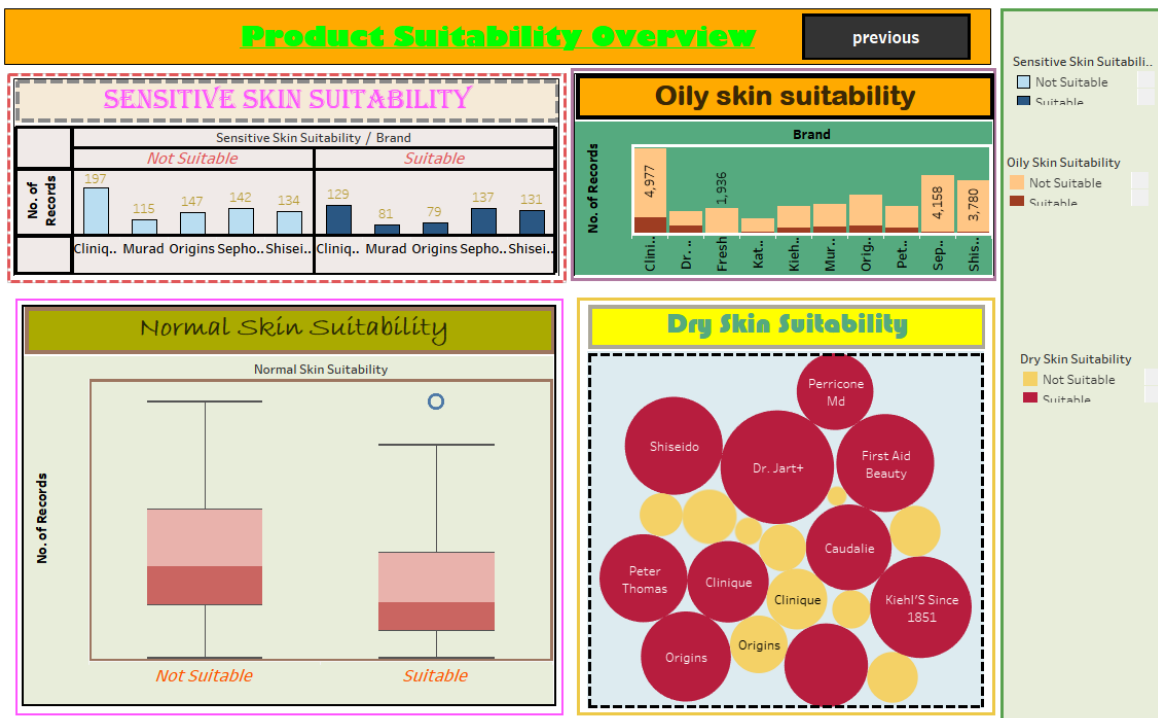 Product Suitability Overview
previous
SENSITIVE SKIN SUITABILITY
Sensitive Skin Suitability / Brand
Not Suitable
Suitable
No. of
Records
197
115
147
142
134
129
81
79
137
131
Cliniq.. Murad Origins Sepho.. Shisei.. Cliniq.. Murad Origins Sepho.. Shisei..
Oily skin suitability
Brand
No. of Records
4,977
1,936
4,158
3,780
Clini..
Dr. ..
Fresh
Kat..
Kieh..
Mur..
Orig..
Pet..
Sep..
Shis..
Sensitive Skin Suitabili..
Not Suitable
Suitable
Oily Skin Suitability
Not Suitable
Suitable
Dry Skin Suitability
Not Suitable
Suitable
Normal Skin Suitability
Normal Skin Suitability
No. of Records
Not Suitable
Suitable
Dry Skin Suitability
Perricone
Md
Shiseido
Dr. Jart+
First Aid
Beauty
Caudalie
Peter
Thomas
Clinique
Clinique
Kiehl'S Since
1851
Origins
Origins